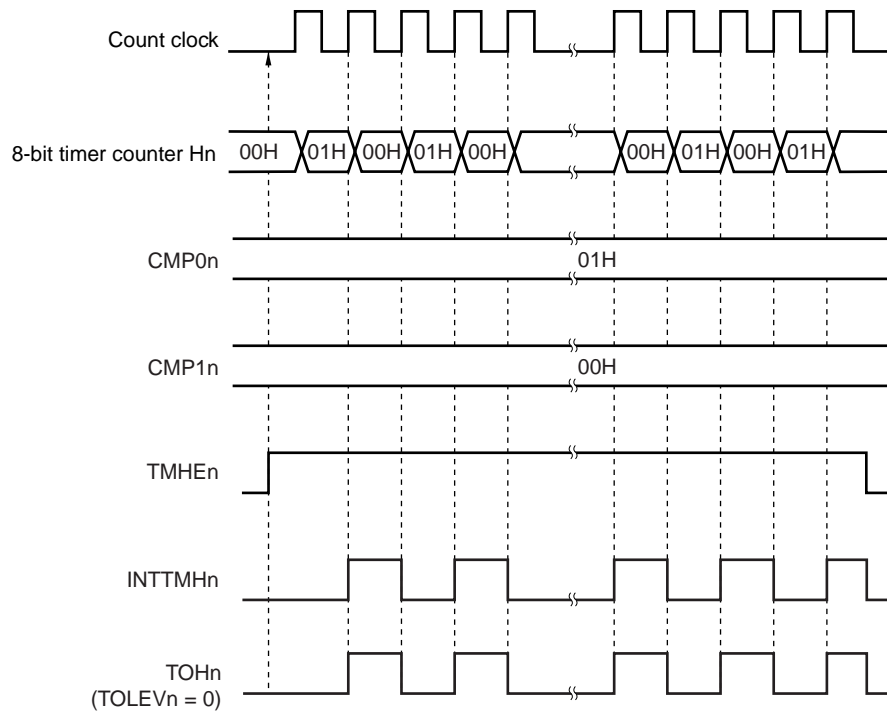 Count clock
8-bit timer counter Hn 00H 01H 00H 01H 00H 00H 01H 00H 01H
CMP0n 01H
CMP1n 00H
TMHEn
INTTMHn
TOHn
(TOLEVn = 0)